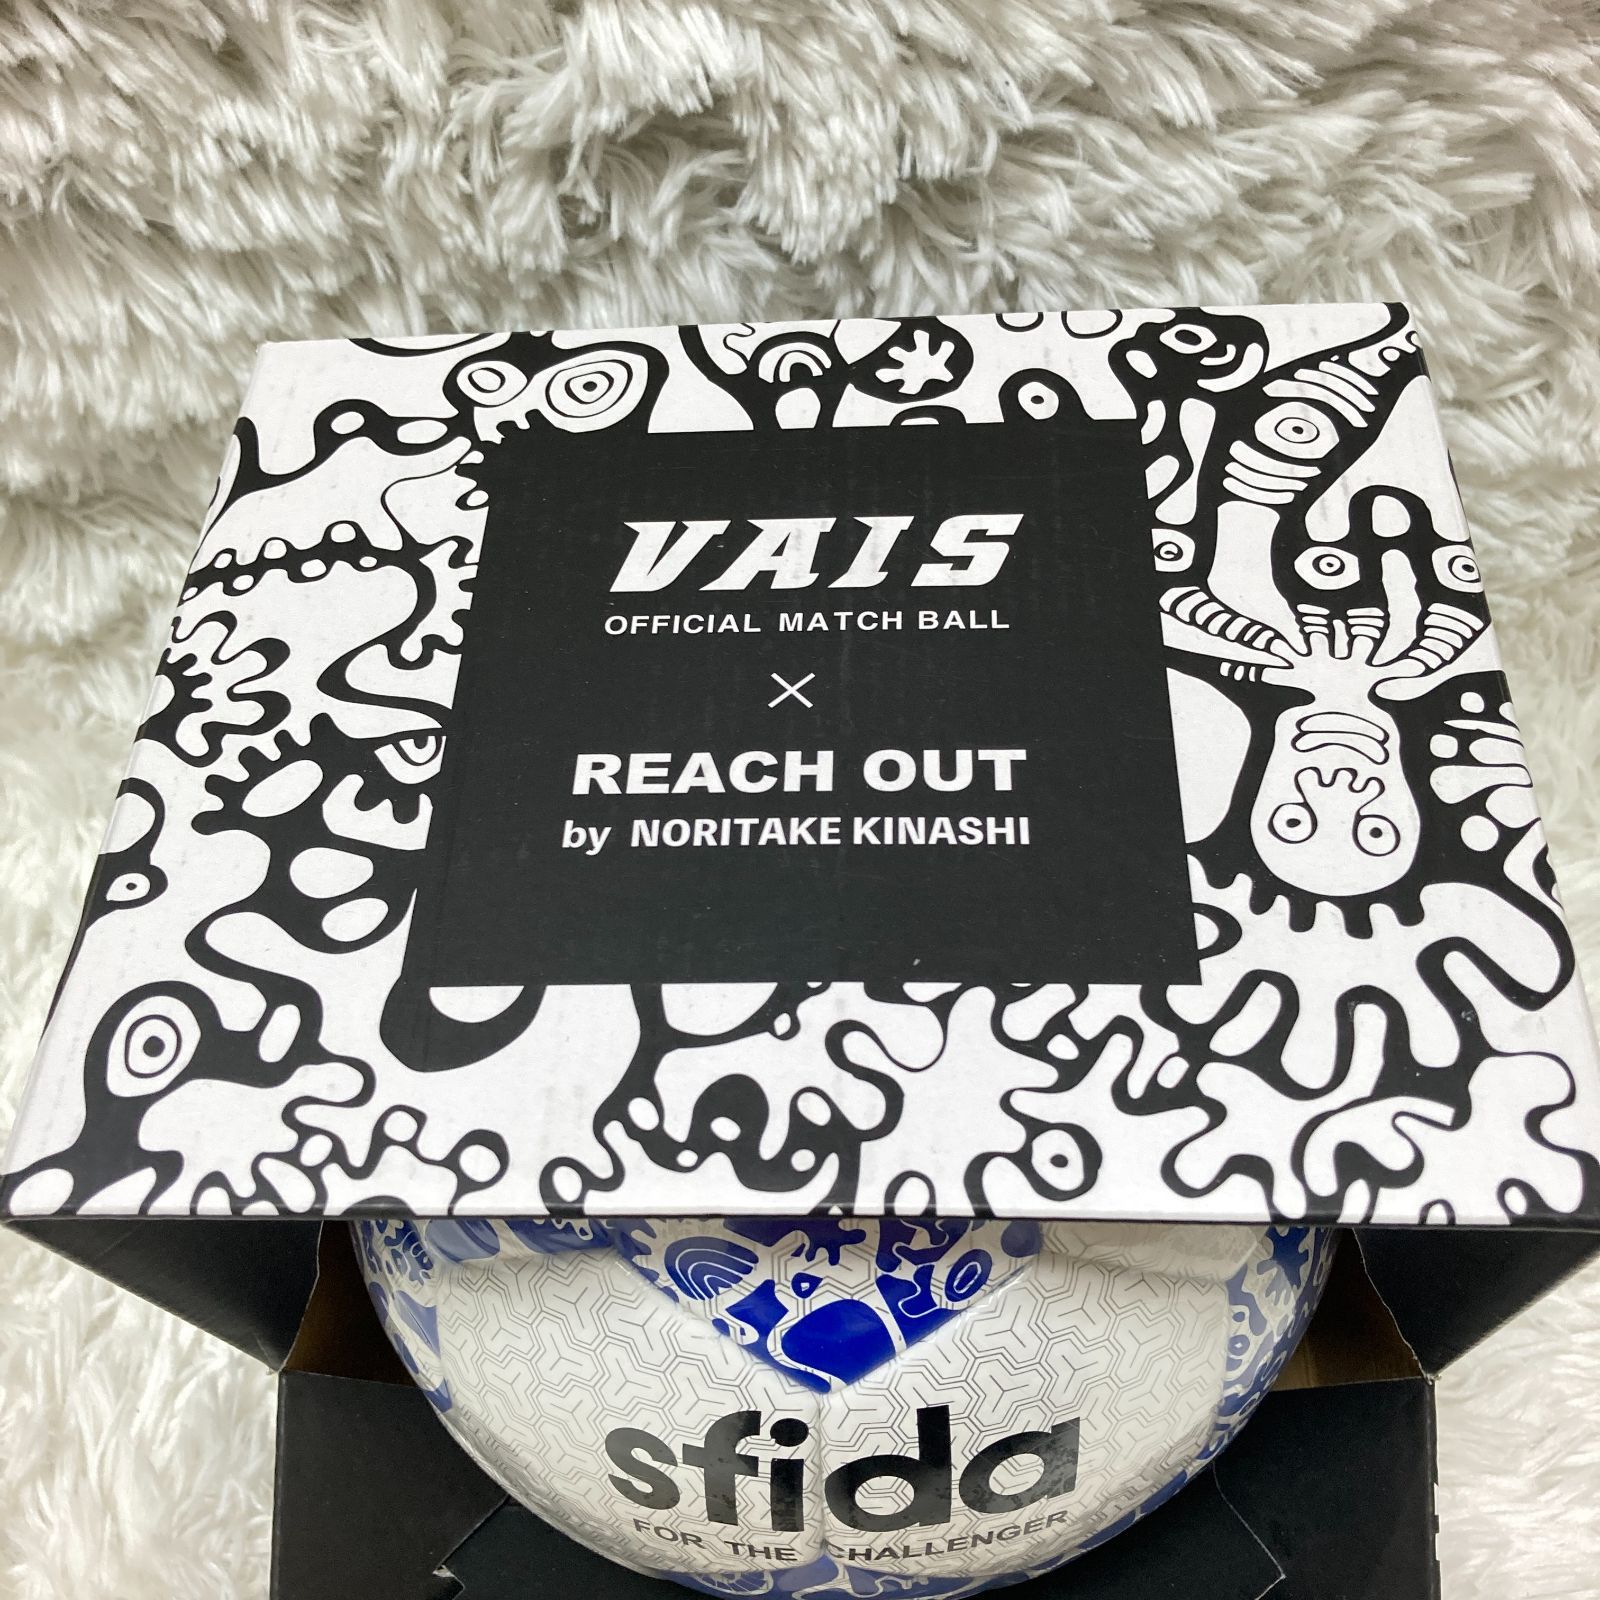 VAIS
OFFICIAL MATCH BALL
×
REACH OUT
by NORITAKE KINASHI
sfida
FOR THE CHALLENGER